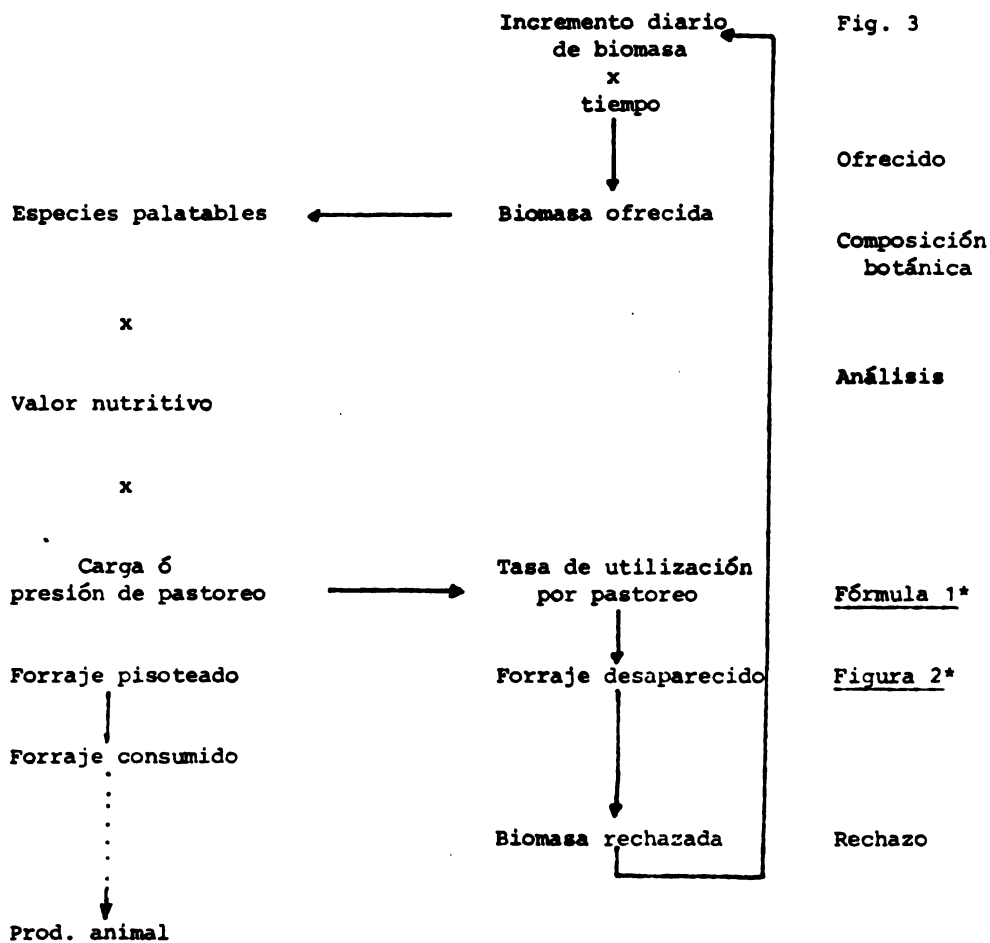 Incremento diario
de biomasa
x
tiempo
Fig. 3
Ofrecido
Especies palatables
Biomasa ofrecida
Composición
botánica
x
Análisis
Valor nutritivo
x
Carga ó
presión de pastoreo
Tasa de utilización
por pastoreo
Fórmula 1*
Forraje pisoteado
Forraje desaparecido
Figura 2*
Forraje consumido
Biomasa rechazada
Rechazo
Prod. animal